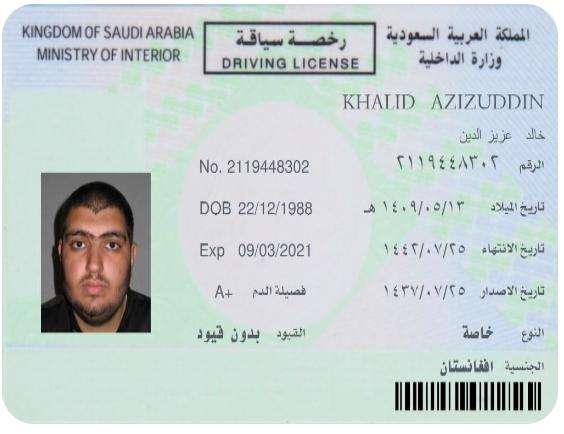 KINGDOM OF SAUDI ARABIA رخصة سياقة المملكة العربية السعودية
MINISTRY OF INTERIOR DRIVING LICENSE وزارة الداخلية
KHALID AZIZUDDIN
خالد عزيز الدين
No. 2119448302 الرقم ٢١١٩٤٤٨٣٠٢
DOB 22/12/1988 تاريخ الميلاد ١٤٠٩/٠٥/١٣ هـ
Exp 09/03/2021 تاريخ الانتهاء ١٤٤٢/٠٧/٢٥
فصيلة الدم A+ تاريخ الاصدار ١٤٣٧/٠٧/٢٥
القيود بدون قيود النوع خاصة
الجنسية افغانستان